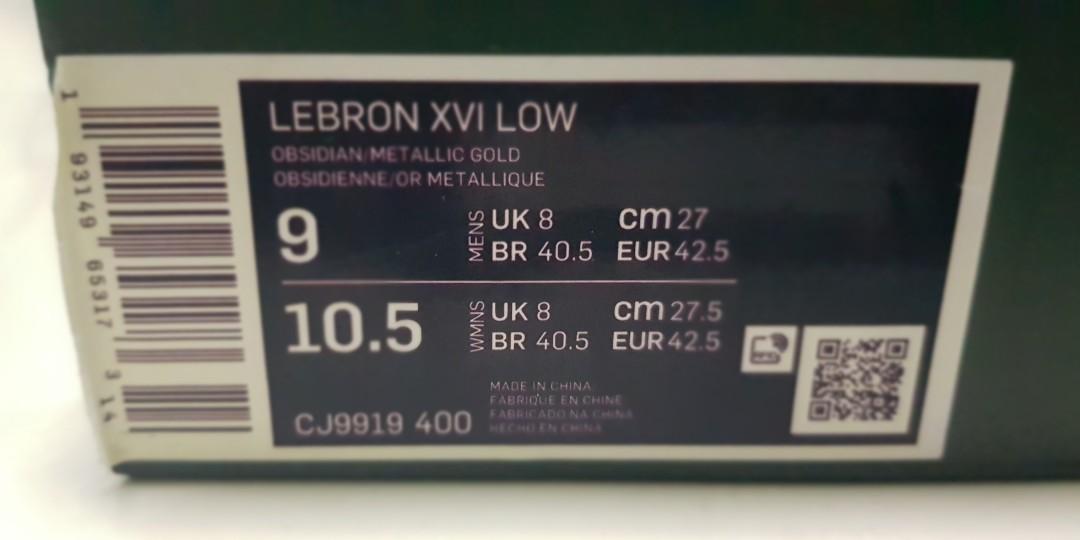 LEBRON XVI LOW
OBSIDIAN/METALLIC GOLD
OBSIDIENNE/OR METALLIQUE
9 MENS UK 8 cm 27
BR 40.5 EUR 42.5
10.5 WMNS UK 8 cm 27.5
BR 40.5 EUR 42.5
MADE IN CHINA
FABRIQUE EN CHINE
FABRICADO NA CHINA
HECHO EN CHINA
CJ9919 400
1 93149 65317 3 14